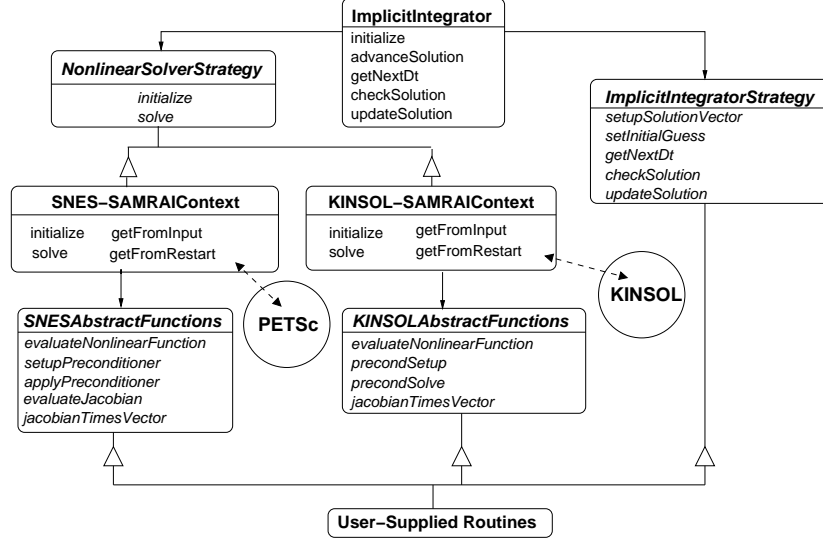 ImplicitIntegrator
initialize
advanceSolution
getNextDt
checkSolution
updateSolution
NonlinearSolverStrategy
initialize
solve
ImplicitIntegratorStrategy
setupSolutionVector
setInitialGuess
getNextDt
checkSolution
updateSolution
SNES−SAMRAIContext
initialize getFromInput
solve getFromRestart
KINSOL−SAMRAIContext
initialize getFromInput
solve getFromRestart
PETSc
KINSOL
SNESAbstractFunctions
evaluateNonlinearFunction
setupPreconditioner
applyPreconditioner
evaluateJacobian
jacobianTimesVector
KINSOLAbstractFunctions
evaluateNonlinearFunction
precondSetup
precondSolve
jacobianTimesVector
User−Supplied Routines